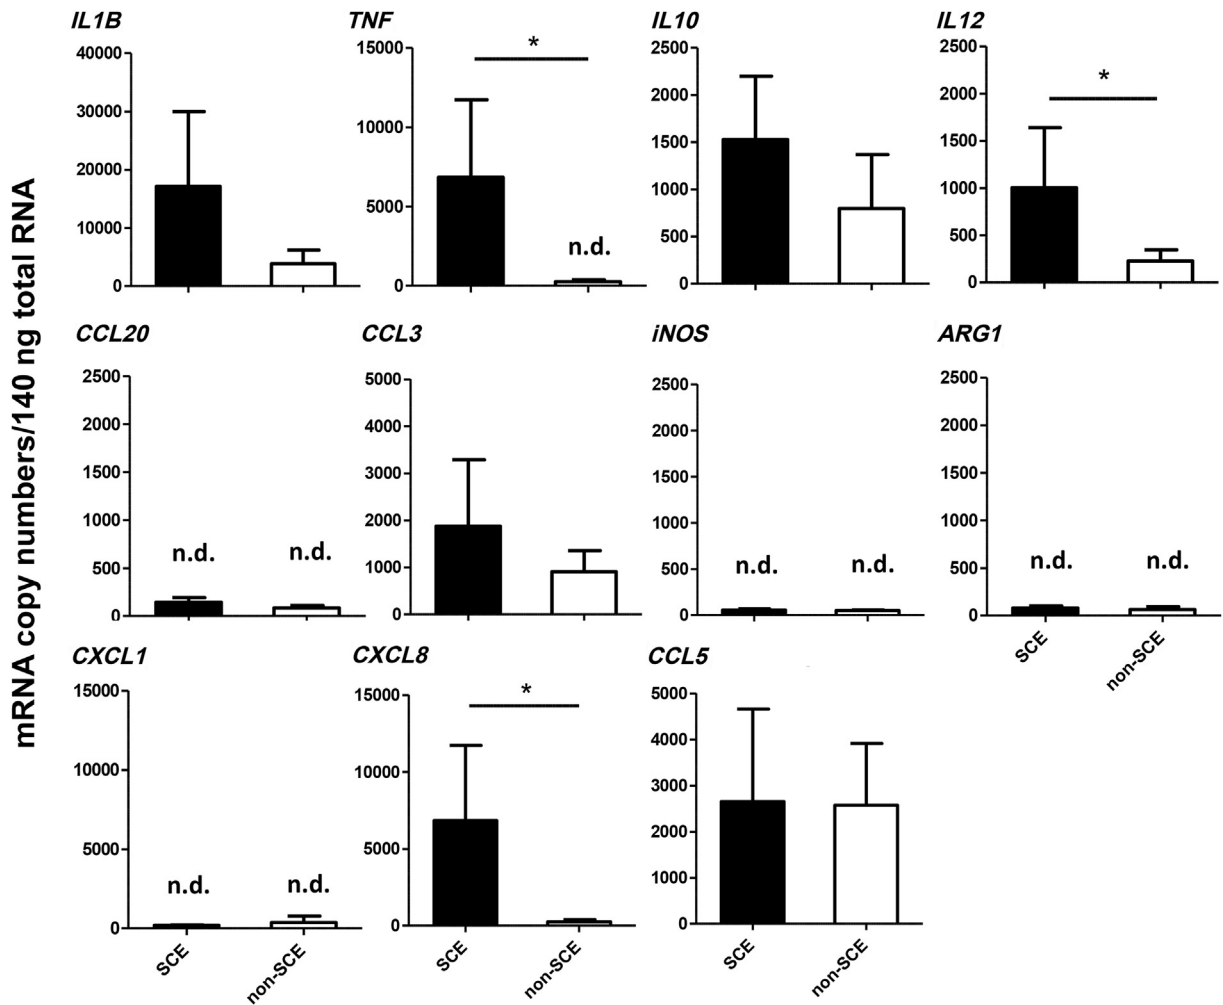 mRNA copy numbers/140 ng total RNA
IL1B
40000
30000
20000
10000
0
TNF
15000
10000
5000
0
*
n.d.
IL10
2500
2000
1500
1000
500
0
IL12
2500
2000
1500
1000
500
0
*
CCL20
2500
2000
1500
1000
500
0
n.d.
n.d.
CCL3
5000
4000
3000
2000
1000
0
iNOS
2500
2000
1500
1000
500
0
n.d.
n.d.
ARG1
2500
2000
1500
1000
500
0
n.d.
n.d.
SCE
non-SCE
CXCL1
15000
10000
5000
0
n.d.
n.d.
SCE
non-SCE
CXCL8
15000
10000
5000
0
*
SCE
non-SCE
CCL5
5000
4000
3000
2000
1000
0
SCE
non-SCE